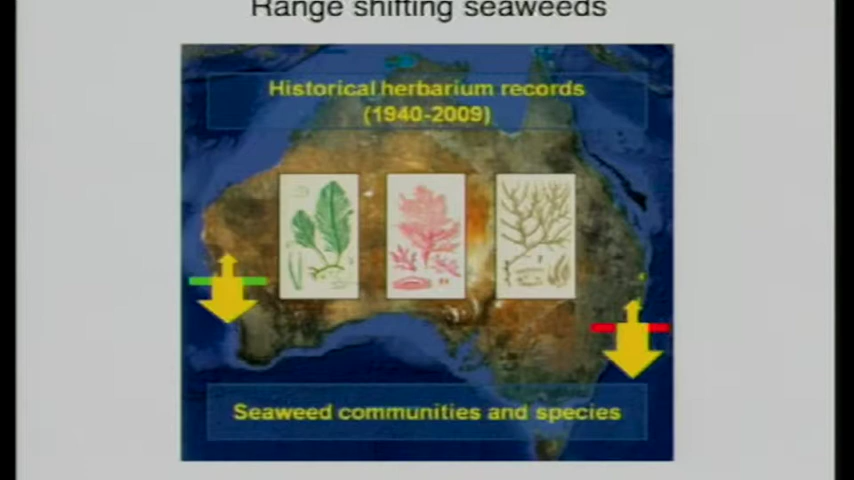 Range shifting seaweeds
Historical herbarium records
(1940-2009)
Seaweed communities and species